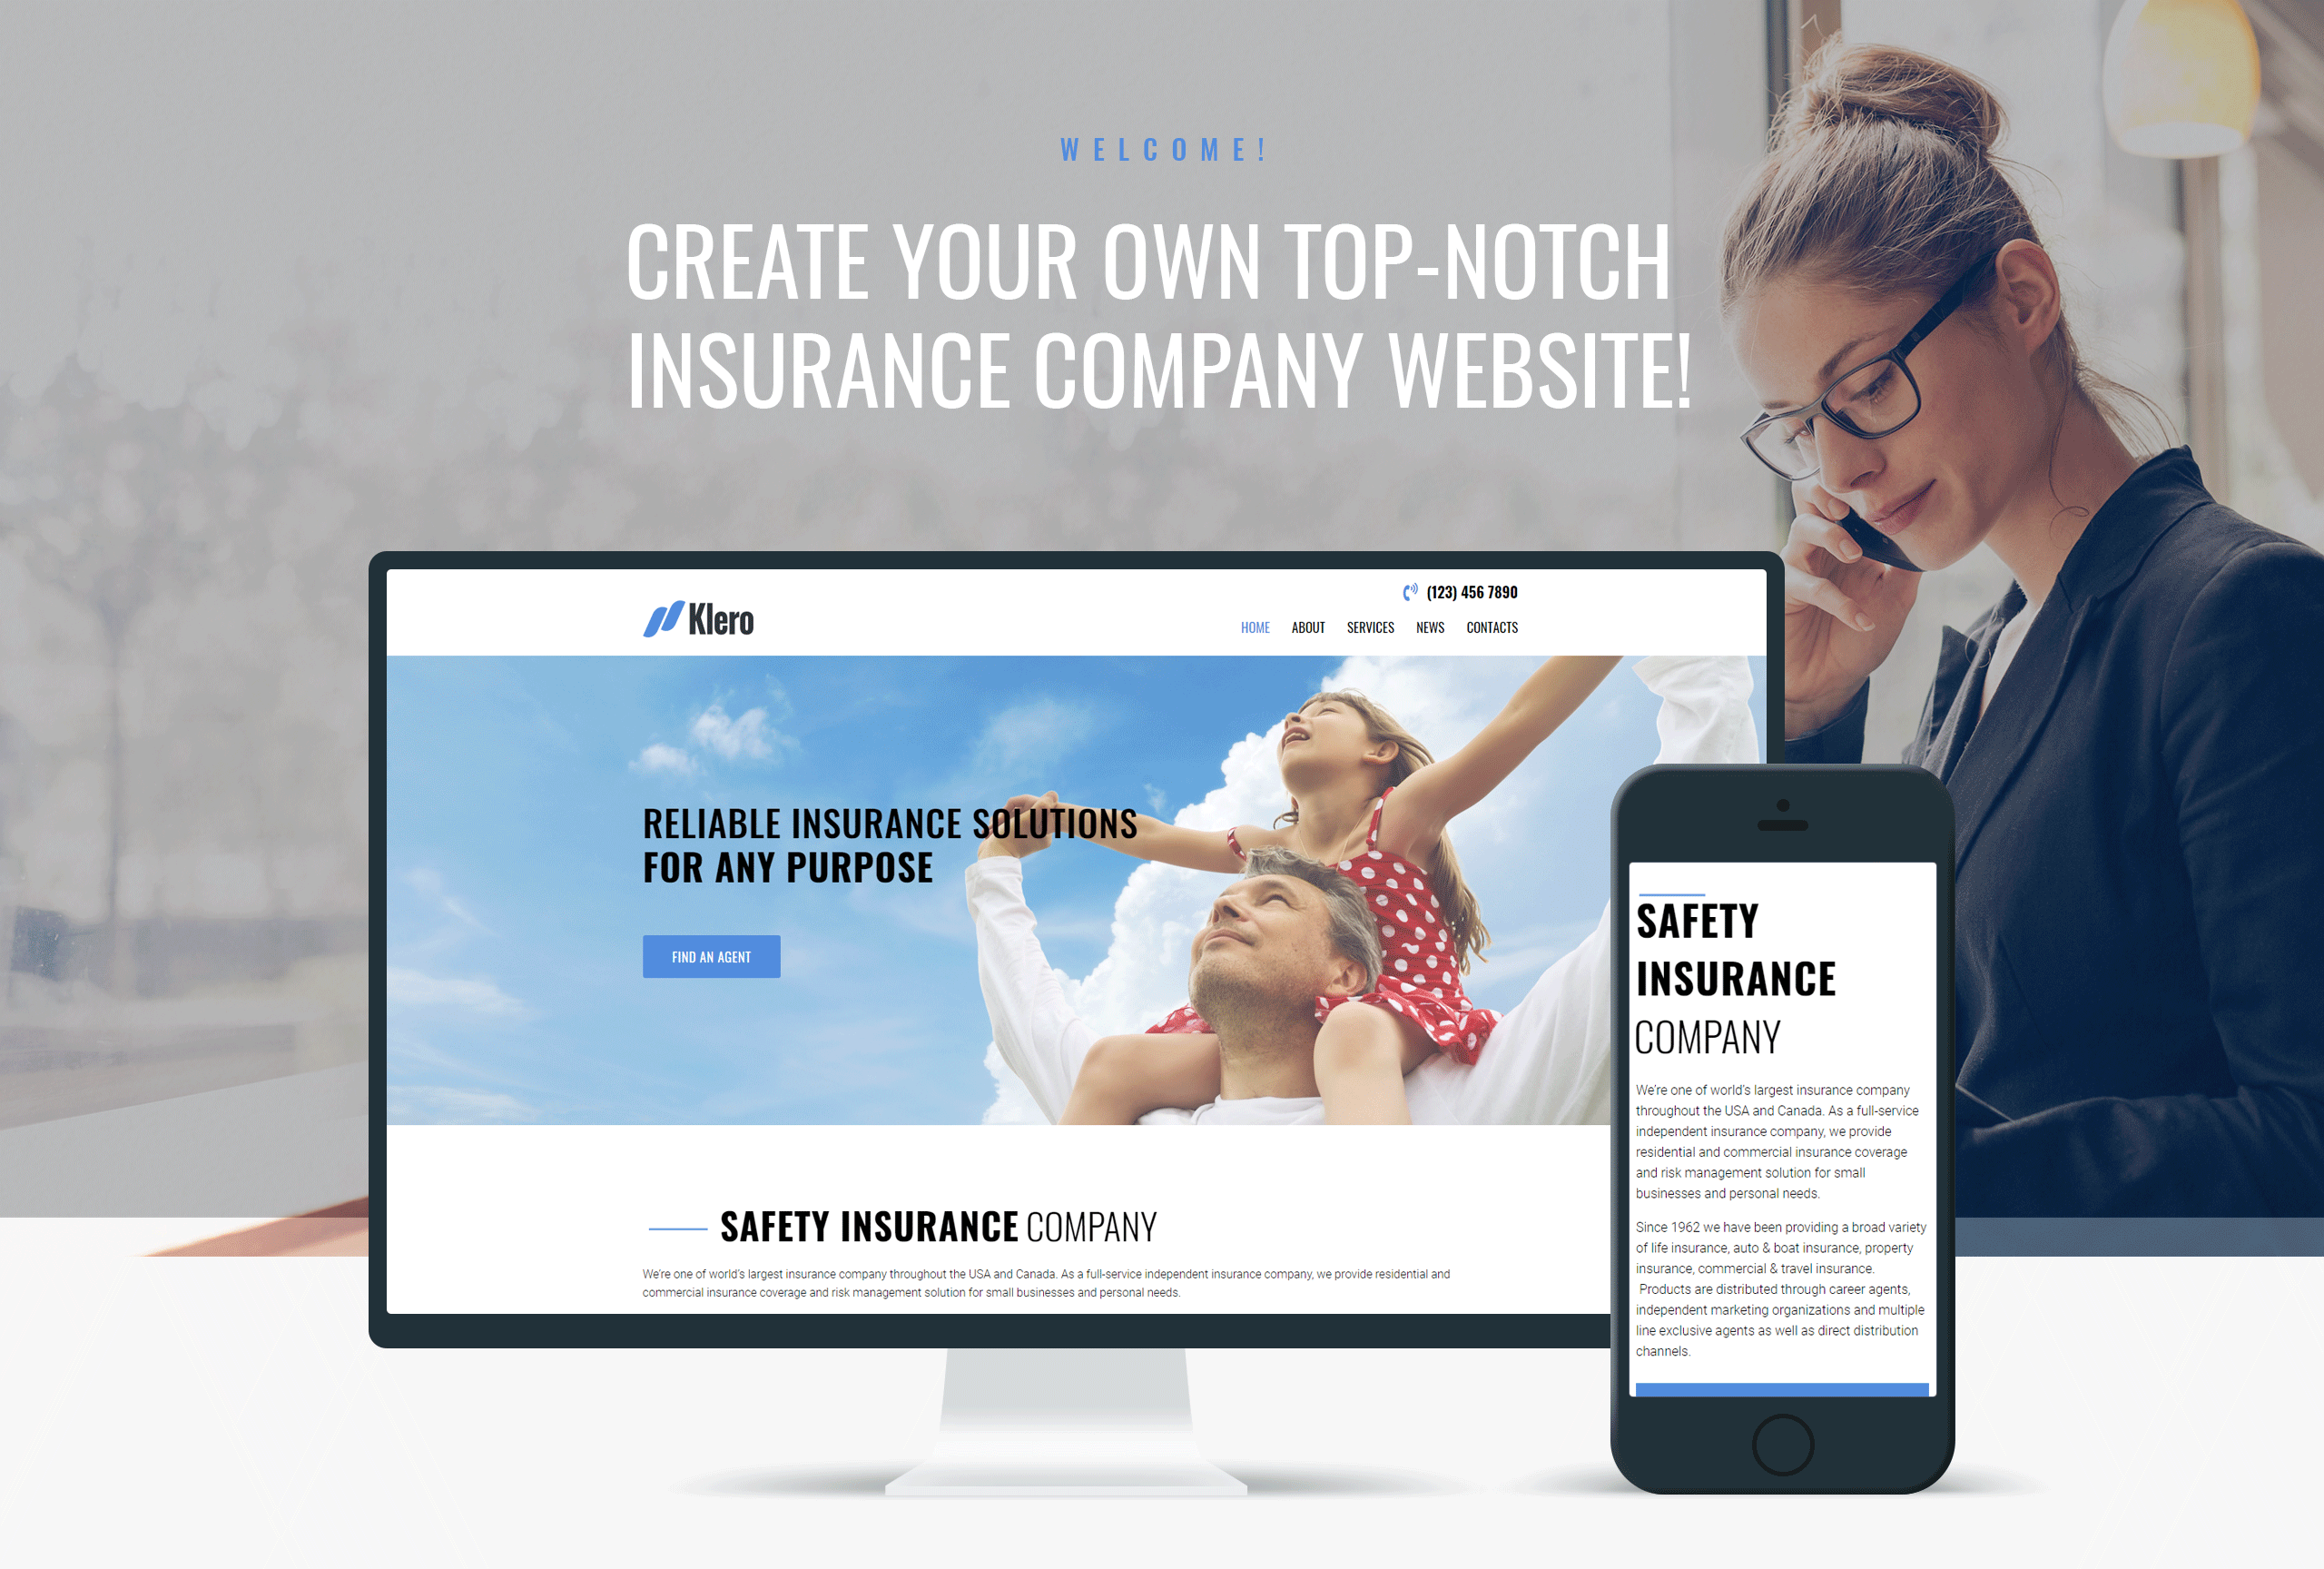 WELCOME!
CREATE YOUR OWN TOP-NOTCH
INSURANCE COMPANY WEBSITE!
(123) 456 7890
Klero
HOME ABOUT SERVICES NEWS CONTACTS
RELIABLE INSURANCE SOLUTIONS
FOR ANY PURPOSE
FIND AN AGENT
SAFETY INSURANCE COMPANY
We're one of world's largest insurance company throughout the USA and Canada. As a full-service independent insurance company, we provide residential and
commercial insurance coverage and risk management solution for small businesses and personal needs.
SAFETY
INSURANCE
COMPANY
We're one of world's largest insurance company
throughout the USA and Canada. As a full-service
independent insurance company, we provide
residential and commercial insurance coverage
and risk management solution for small
businesses and personal needs.
Since 1962 we have been providing a broad variety
of life insurance, auto & boat insurance, property
insurance, commercial & travel insurance.
Products are distributed through career agents,
independent marketing organizations and multiple
line exclusive agents as well as direct distribution
channels.